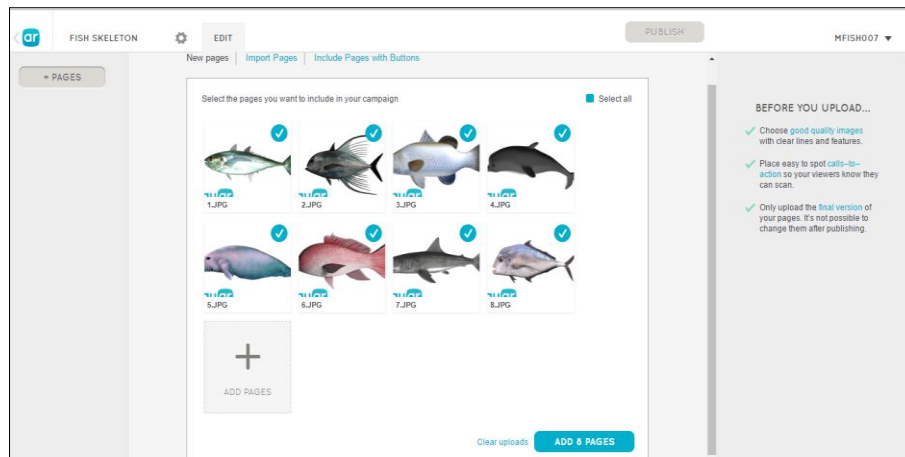 ar
FISH SKELETON
EDIT
PUBLISH
MFISH007
+ PAGES
New pages | Import Pages | Include Pages with Buttons
Select the pages you want to include in your campaign
Select all
1.JPG
2.JPG
3.JPG
4.JPG
5.JPG
6.JPG
7.JPG
8.JPG
+
ADD PAGES
Clear uploads
ADD 8 PAGES
BEFORE YOU UPLOAD...
Choose good quality images
with clear lines and features.
Place easy to spot calls-to-
action so your viewers know they
can scan.
Only upload the final version of
your pages. It's not possible to
change them after publishing.